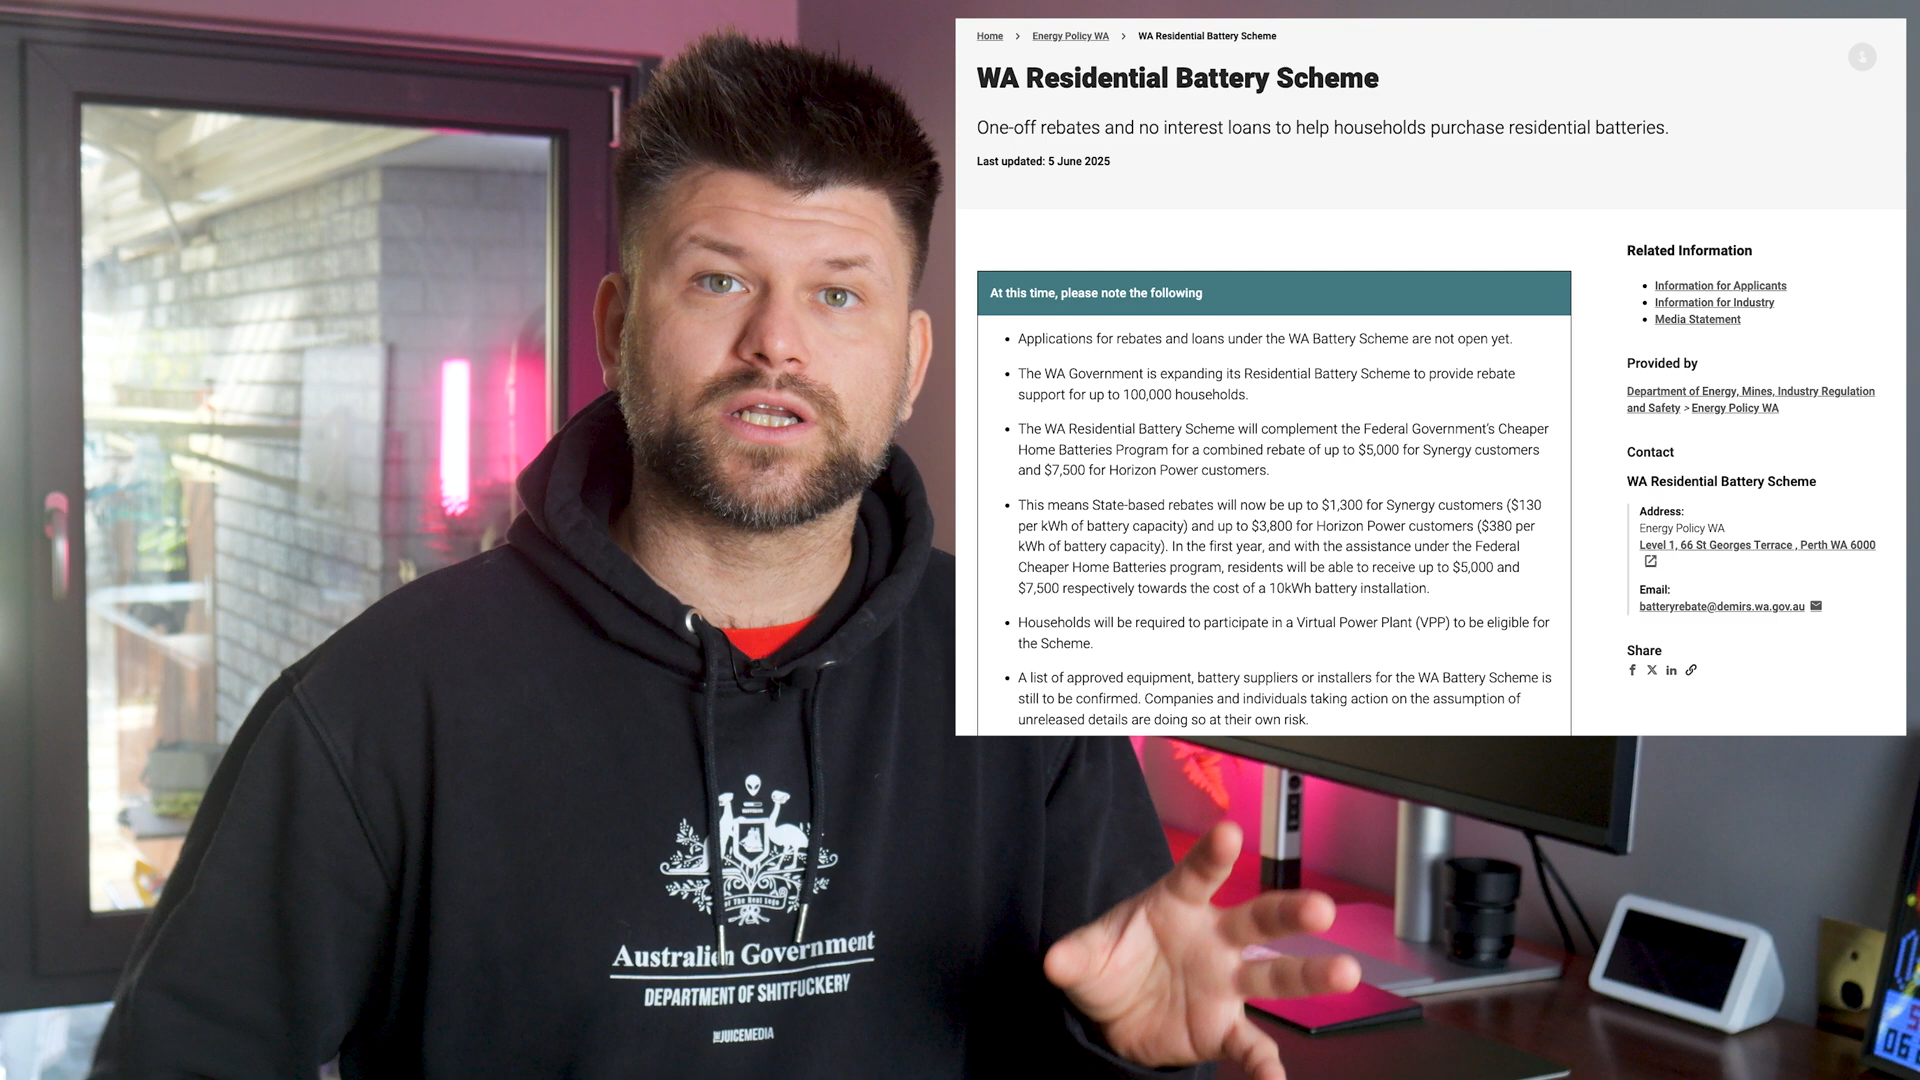 Home > Energy Policy WA > WA Residential Battery Scheme
WA Residential Battery Scheme
One-off rebates and no interest loans to help households purchase residential batteries.
Last updated: 5 June 2025
At this time, please note the following
• Applications for rebates and loans under the WA Battery Scheme are not open yet.
• The WA Government is expanding its Residential Battery Scheme to provide rebate
support for up to 100,000 households.
• The WA Residential Battery Scheme will complement the Federal Government's Cheaper
Home Batteries Program for a combined rebate of up to $5,000 for Synergy customers
and $7,500 for Horizon Power customers.
• This means State-based rebates will now be up to $1,300 for Synergy customers ($130
per kWh of battery capacity) and up to $3,800 for Horizon Power customers ($380 per
kWh of battery capacity). In the first year, and with the assistance under the Federal
Cheaper Home Batteries program, residents will be able to receive up to $5,000 and
$7,500 respectively towards the cost of a 10kWh battery installation.
• Households will be required to participate in a Virtual Power Plant (VPP) to be eligible for
the Scheme.
• A list of approved equipment, battery suppliers or installers for the WA Battery Scheme is
still to be confirmed. Companies and individuals taking action on the assumption of
unreleased details are doing so at their own risk.
Related Information
• Information for Applicants
• Information for Industry
• Media Statement
Provided by
Department of Energy, Mines, Industry Regulation
and Safety > Energy Policy WA
Contact
WA Residential Battery Scheme
Address:
Energy Policy WA
Level 1, 66 St Georges Terrace , Perth WA 6000
Email:
batteryrebate@demirs.wa.gov.au
Share
Australien Government
DEPARTMENT OF SHITFUCKERY
THEJUICEMEDIA